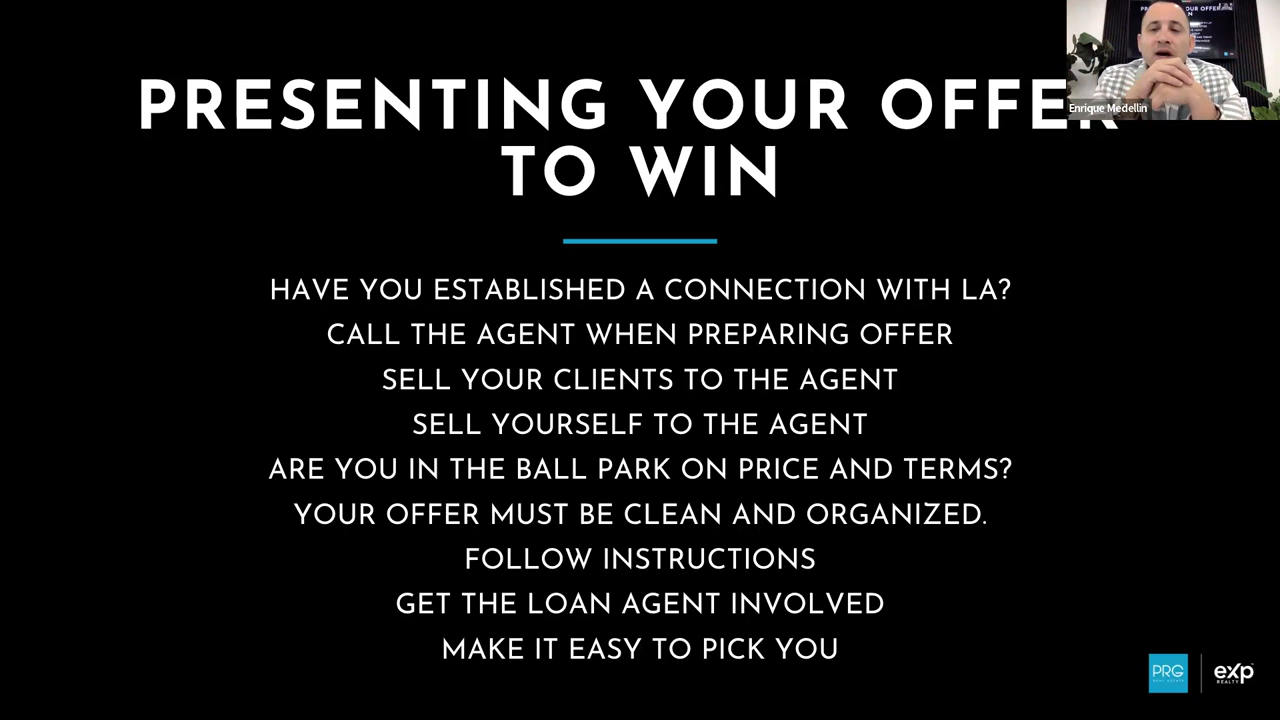 PRESENTING YOUR OFFER
TO WIN
Enrique Medellin
HAVE YOU ESTABLISHED A CONNECTION WITH LA?
CALL THE AGENT WHEN PREPARING OFFER
SELL YOUR CLIENTS TO THE AGENT
SELL YOURSELF TO THE AGENT
ARE YOU IN THE BALL PARK ON PRICE AND TERMS?
YOUR OFFER MUST BE CLEAN AND ORGANIZED.
FOLLOW INSTRUCTIONS
GET THE LOAN AGENT INVOLVED
MAKE IT EASY TO PICK YOU
PRG
REAL ESTATE
eXp
REALTY